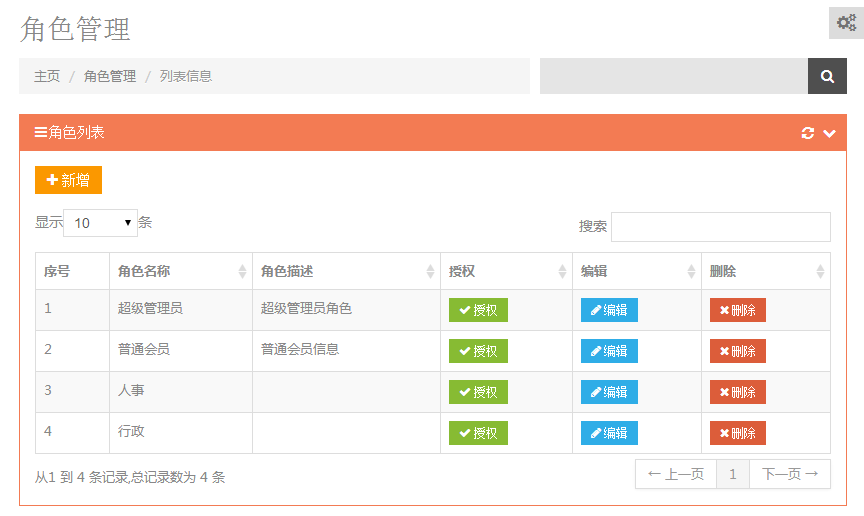 角色管理
主页 / 角色管理 / 列表信息
角色列表
新增
显示 10 条 搜索
序号 角色名称 角色描述 授权 编辑 删除
1 超级管理员 超级管理员角色 授权 编辑 删除
2 普通会员 普通会员信息 授权 编辑 删除
3 人事 授权 编辑 删除
4 行政 授权 编辑 删除
从1 到 4 条记录,总记录数为 4 条 ← 上一页 1 下一页 →